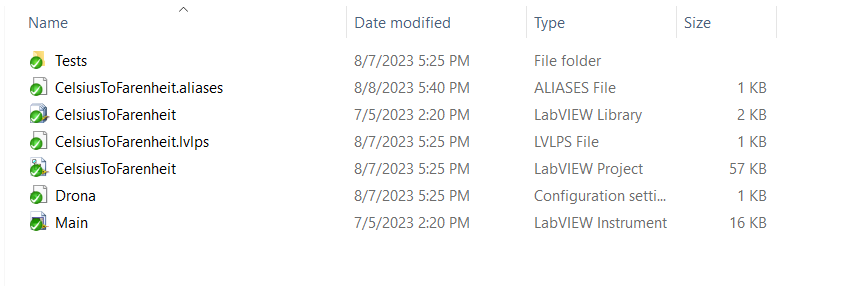 Name Date modified Type Size
Tests 8/7/2023 5:25 PM File folder
CelsiusToFarenheit.aliases 8/8/2023 5:40 PM ALIASES File 1 KB
CelsiusToFarenheit 7/5/2023 2:20 PM LabVIEW Library 2 KB
CelsiusToFarenheit.lvlps 8/7/2023 5:25 PM LVLPS File 1 KB
CelsiusToFarenheit 8/7/2023 5:25 PM LabVIEW Project 57 KB
Drona 8/7/2023 5:25 PM Configuration setti... 1 KB
Main 7/5/2023 2:20 PM LabVIEW Instrument 16 KB